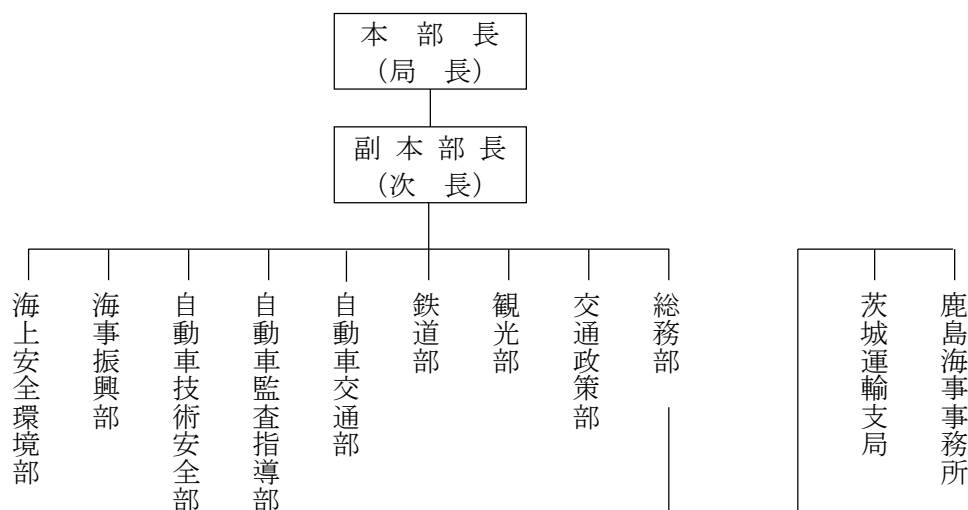 本部長
(局長)
副本部長
(次長)
海上安全環境部
海事振興部
自動車技術安全部
自動車監査指導部
自動車交通部
鉄道部
観光部
交通政策部
総務部
茨城運輸支局
鹿島海事事務所